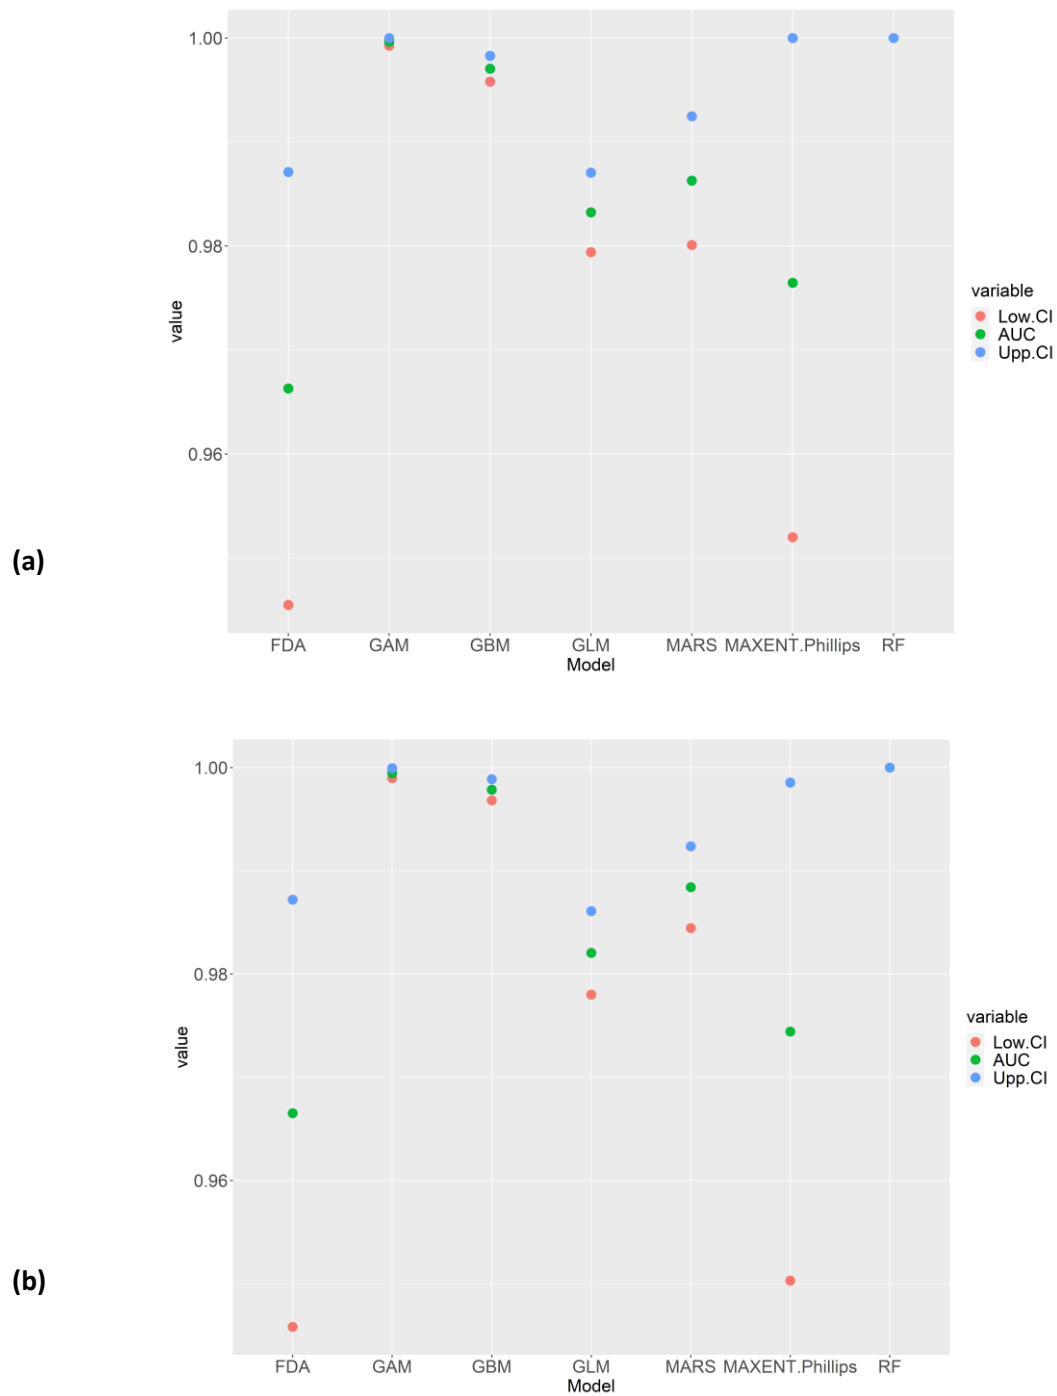 1.00
0.98
0.96
value
(a)
FDA GAM GBM GLM MARS MAXENT.Phillips RF
Model
variable
Low.CI
AUC
Upp.CI
1.00
0.98
0.96
value
(b)
FDA GAM GBM GLM MARS MAXENT.Phillips RF
Model
variable
Low.CI
AUC
Upp.CI